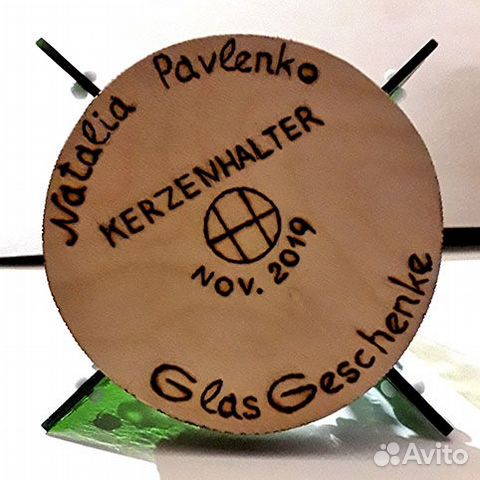 Natalia Pavlenko
KERZENHALTER
NOV. 2019
Glas Geschenke
Avito